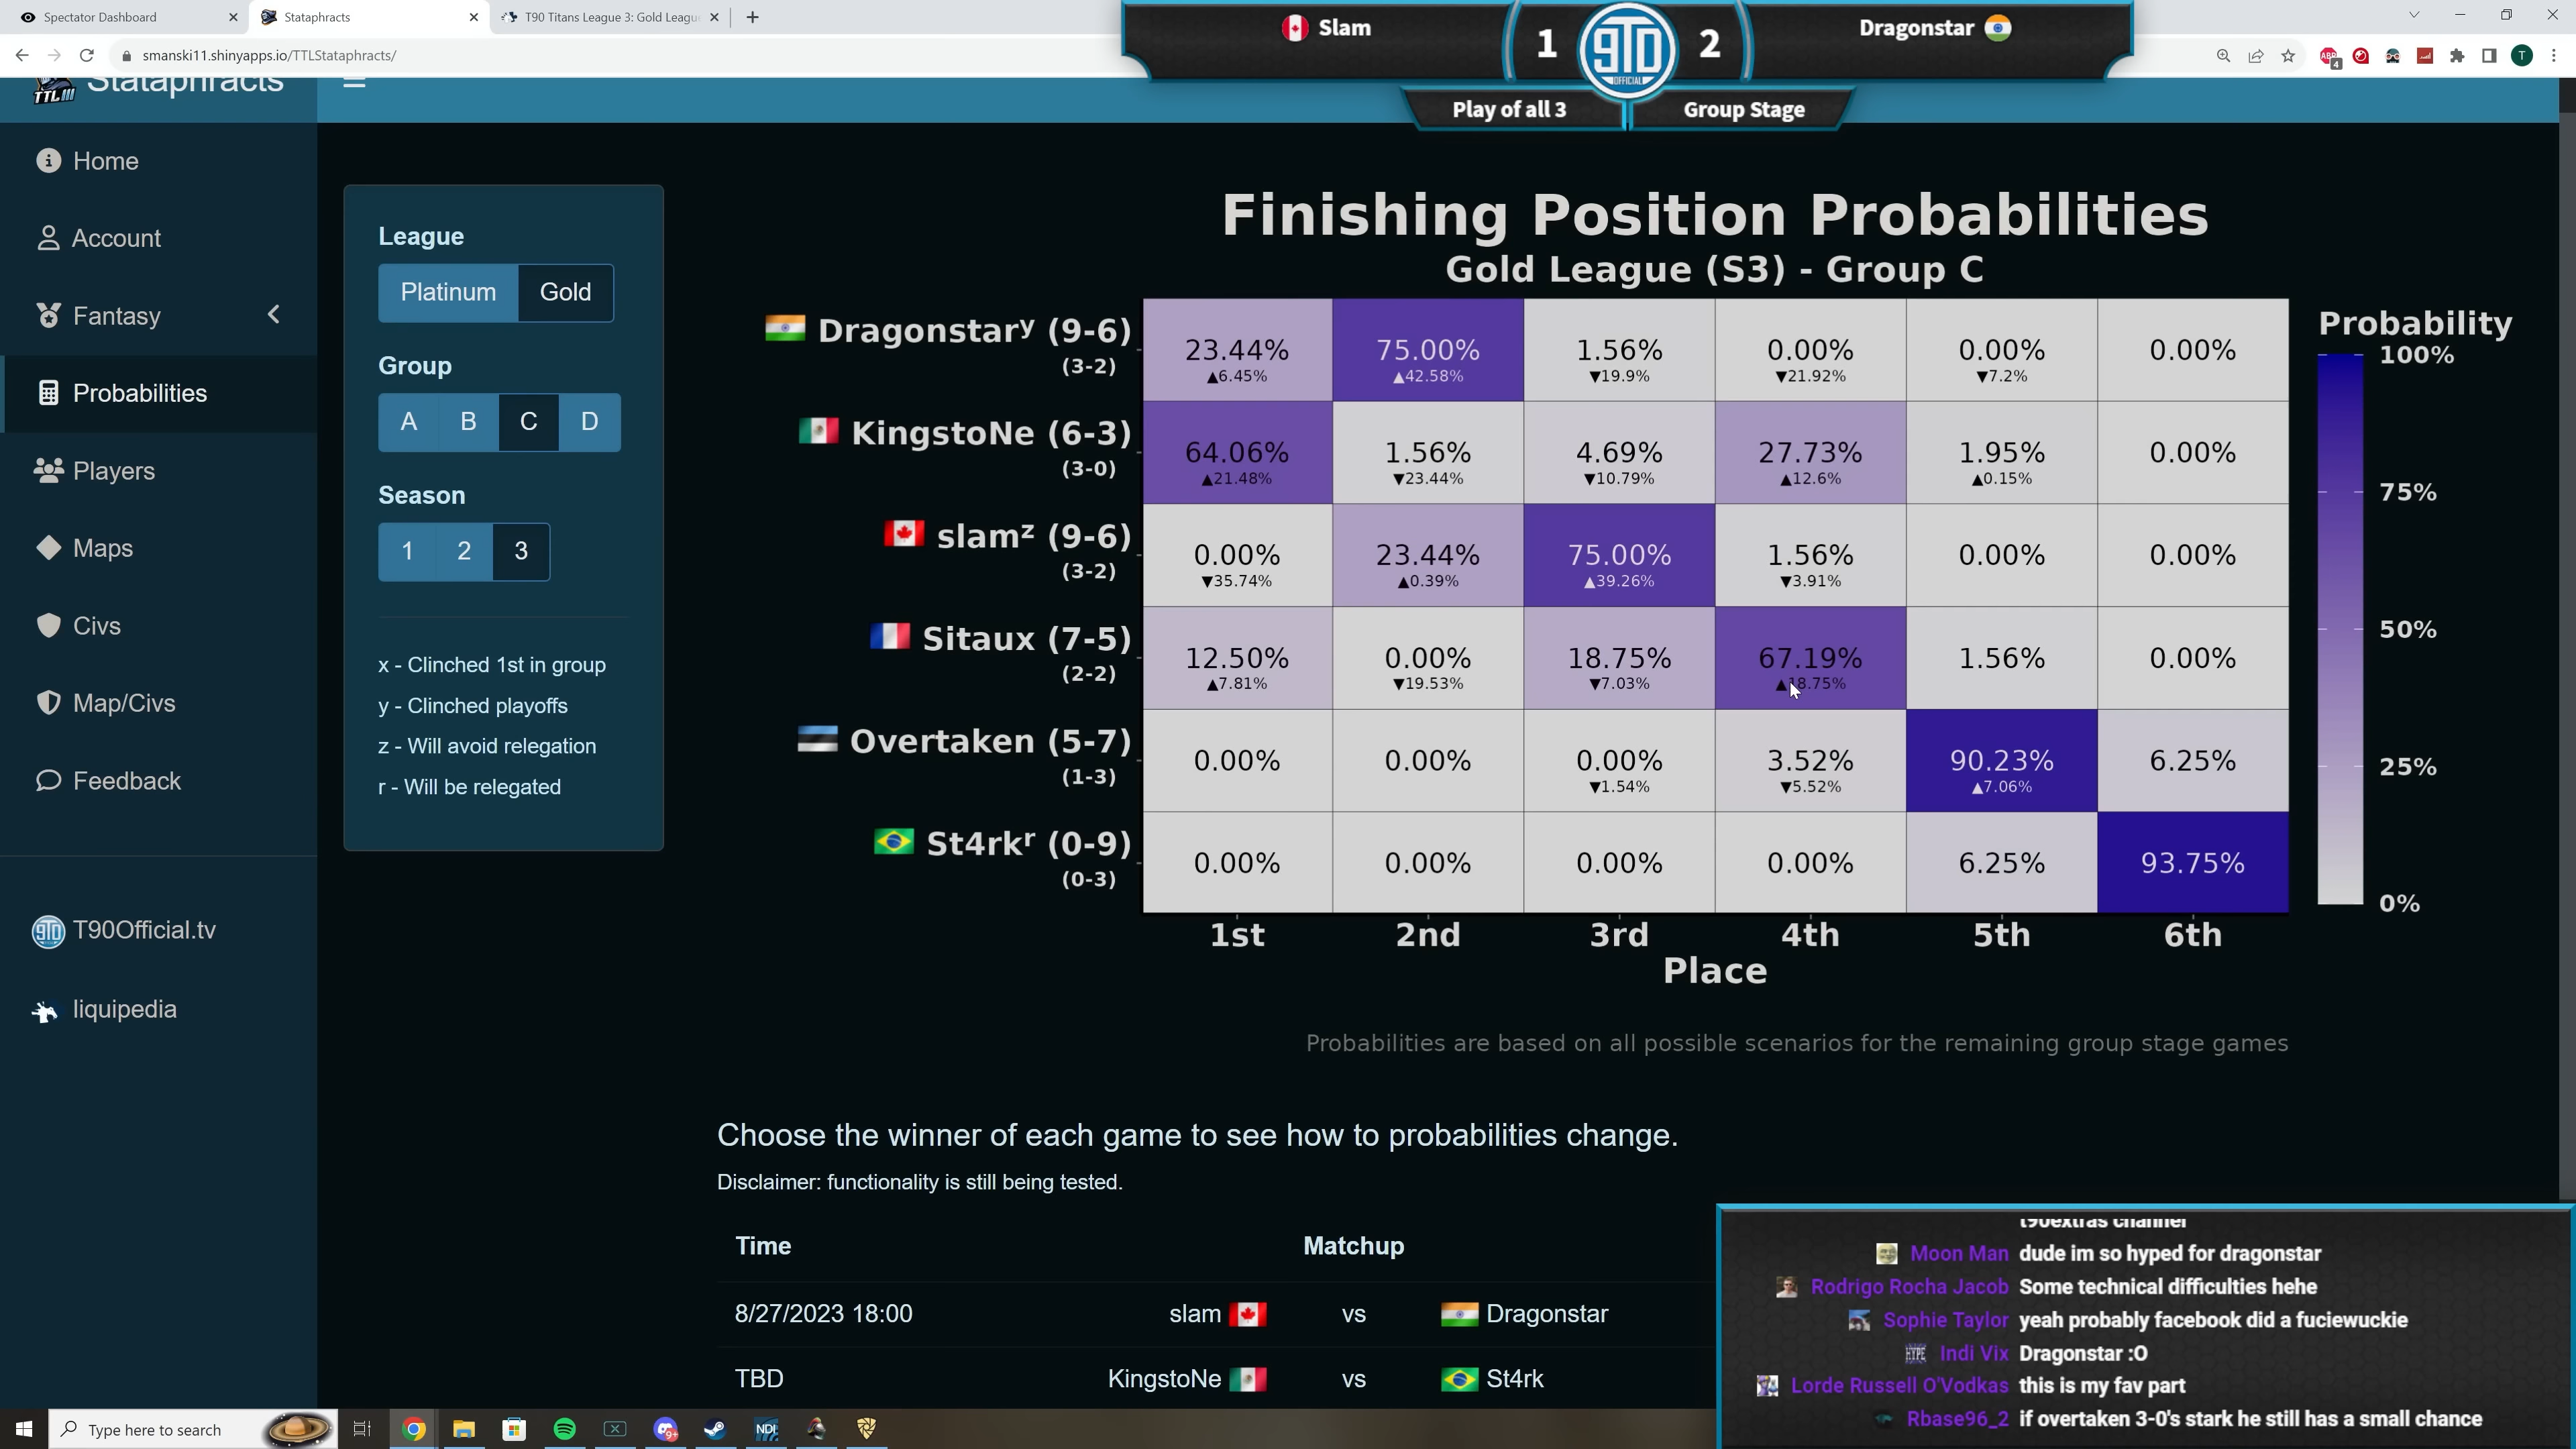 Spectator Dashboard
Stataphracts
T90 Titans League 3: Gold Leagu
smanski11.shinyapps.io/TTLStataphracts/
Slam
1
9TD
OFFICIAL
2
Dragonstar
Play of all 3
Group Stage
ABP
4
T
TTLIII
Stataphracts
Home
Account
Fantasy
Probabilities
Players
Maps
Civs
Map/Civs
Feedback
T90Official.tv
liquipedia
League
Platinum Gold
Group
A B C D
Season
1 2 3
x - Clinched 1st in group
y - Clinched playoffs
z - Will avoid relegation
r - Will be relegated
Finishing Position Probabilities
Gold League (S3) - Group C
Dragonstarʸ (9-6)
(3-2)
23.44% 75.00% 1.56% 0.00% 0.00% 0.00%
▲6.45% ▲42.58% ▼19.9% ▼21.92% ▼7.2%
KingstoNe (6-3)
(3-0)
64.06% 1.56% 4.69% 27.73% 1.95% 0.00%
▲21.48% ▼23.44% ▼10.79% ▲12.6% ▲0.15%
slamᶻ (9-6)
(3-2)
0.00% 23.44% 75.00% 1.56% 0.00% 0.00%
▼35.74% ▲0.39% ▲39.26% ▼3.91%
Sitaux (7-5)
(2-2)
12.50% 0.00% 18.75% 67.19% 1.56% 0.00%
▲7.81% ▼19.53% ▼7.03% ▲18.75%
Overtaken (5-7)
(1-3)
0.00% 0.00% 0.00% 3.52% 90.23% 6.25%
▼1.54% ▼5.52% ▲7.06%
St4rkʳ (0-9)
(0-3)
0.00% 0.00% 0.00% 0.00% 6.25% 93.75%
1st 2nd 3rd 4th 5th 6th
Place
Probability
100%
75%
50%
25%
0%
Probabilities are based on all possible scenarios for the remaining group stage games
Choose the winner of each game to see how to probabilities change.
Disclaimer: functionality is still being tested.
Time Matchup
8/27/2023 18:00 slam vs Dragonstar
TBD KingstoNe vs St4rk
t90extras channel
Moon Man dude im so hyped for dragonstar
Rodrigo Rocha Jacob Some technical difficulties hehe
Sophie Taylor yeah probably facebook did a fuciewuckie
HYPE Indi Vix Dragonstar :O
Lorde Russell O'Vodkas this is my fav part
Rbase96_2 if overtaken 3-0's stark he still has a small chance
Type here to search
9+
NDI